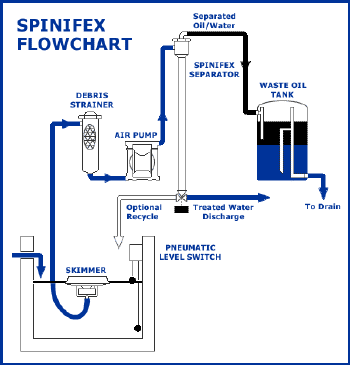 SPINIFEX
FLOWCHART
Separated
Oil/Water
SPINIFEX
SEPARATOR
WASTE OIL
TANK
DEBRIS
STRAINER
AIR PUMP
To Drain
Optional
Recycle
Treated Water
Discharge
PNEUMATIC
LEVEL SWITCH
SKIMMER